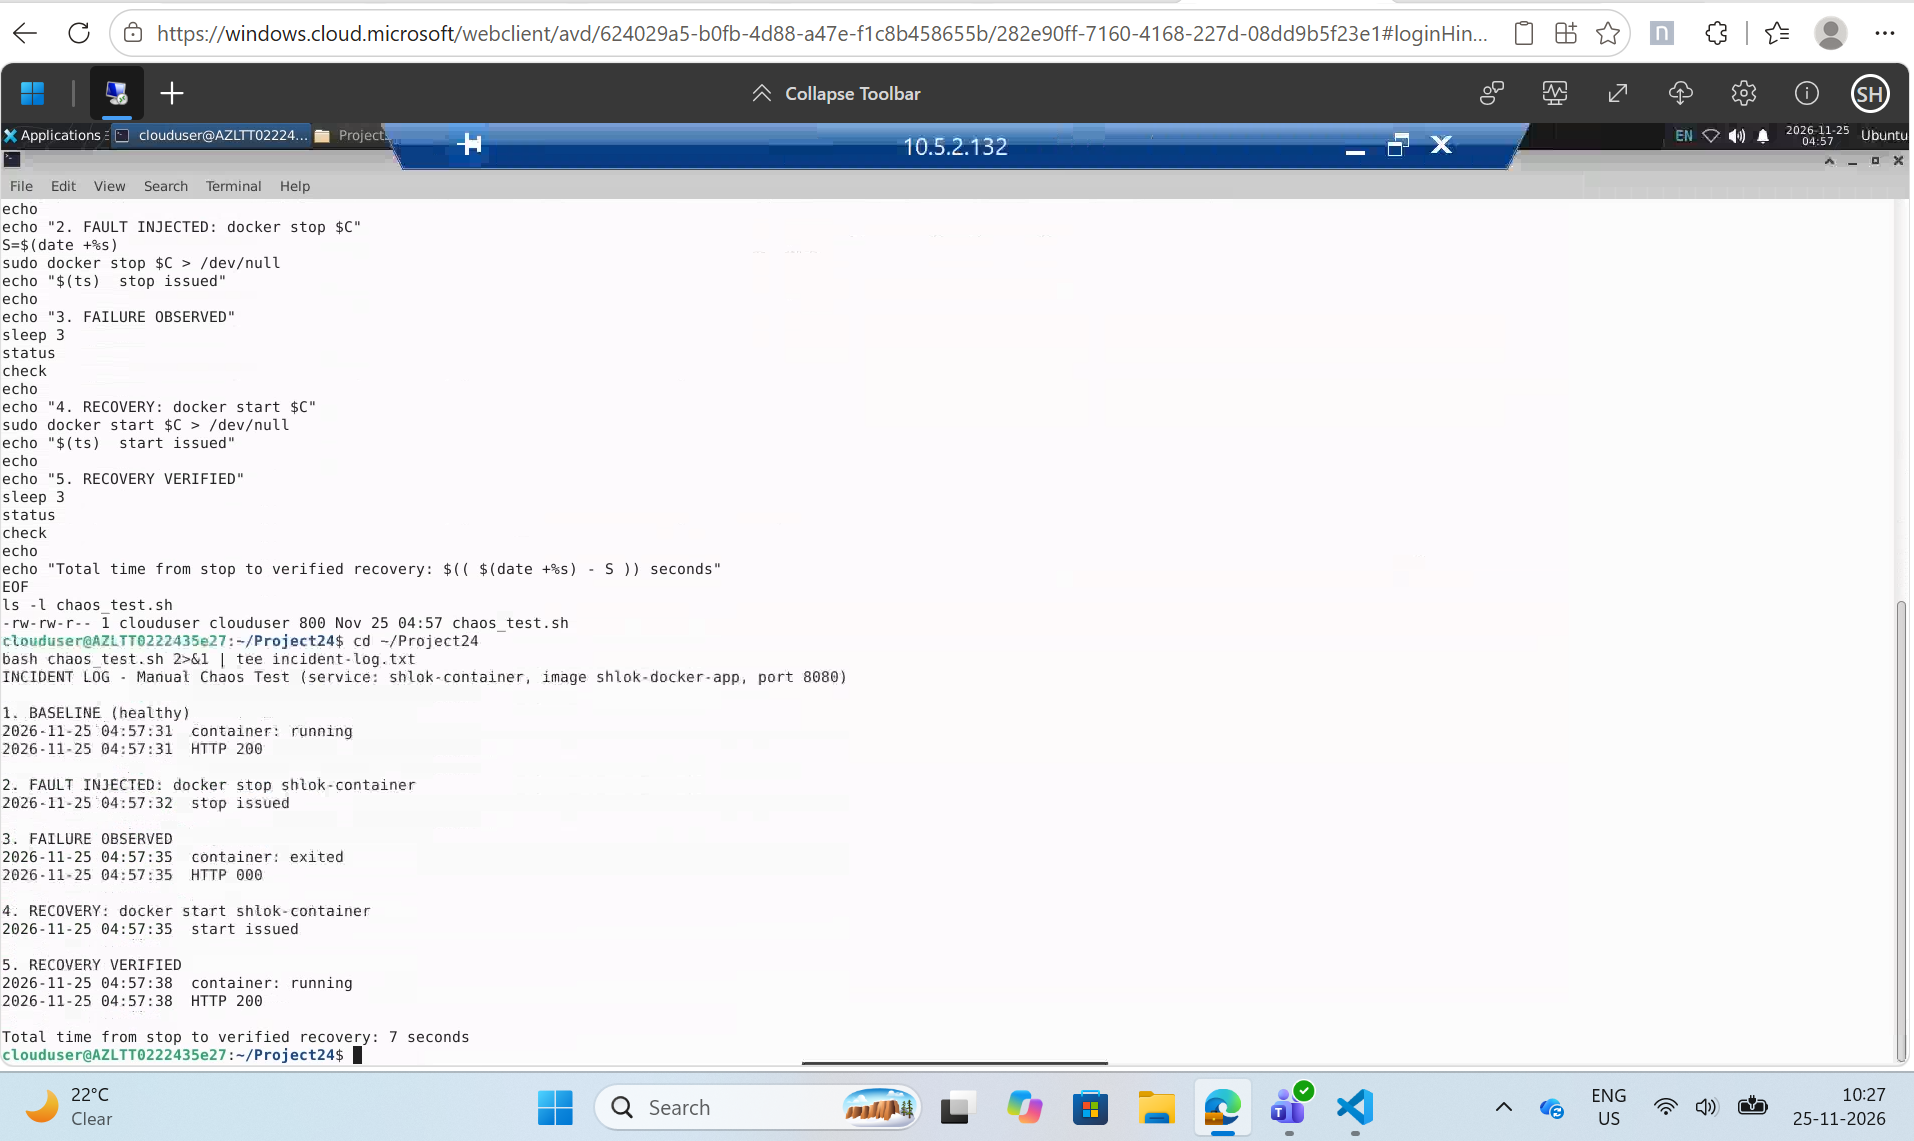 https://windows.cloud.microsoft/webclient/avd/624029a5-b0fb-4d88-a47e-f1c8b458655b/282e90ff-7160-4168-227d-08dd9b5f23e1#loginHin...
n
Collapse Toolbar
SH
Applications
clouduser@AZLTT02224...
Project
10.5.2.132
EN
2026-11-25
04:57
Ubuntu
File Edit View Search Terminal Help
echo
echo "2. FAULT INJECTED: docker stop $C"
S=$(date +%s)
sudo docker stop $C > /dev/null
echo "$(ts)  stop issued"
echo
echo "3. FAILURE OBSERVED"
sleep 3
status
check
echo
echo "4. RECOVERY: docker start $C"
sudo docker start $C > /dev/null
echo "$(ts)  start issued"
echo
echo "5. RECOVERY VERIFIED"
sleep 3
status
check
echo
echo "Total time from stop to verified recovery: $(( $(date +%s) - S )) seconds"
EOF
ls -l chaos_test.sh
-rw-rw-r-- 1 clouduser clouduser 800 Nov 25 04:57 chaos_test.sh
clouduser@AZLTT0222435e27:~/Project24$ cd ~/Project24
bash chaos_test.sh 2>&1 | tee incident-log.txt
INCIDENT LOG - Manual Chaos Test (service: shlok-container, image shlok-docker-app, port 8080)
1. BASELINE (healthy)
2026-11-25 04:57:31  container: running
2026-11-25 04:57:31  HTTP 200
2. FAULT INJECTED: docker stop shlok-container
2026-11-25 04:57:32  stop issued
3. FAILURE OBSERVED
2026-11-25 04:57:35  container: exited
2026-11-25 04:57:35  HTTP 000
4. RECOVERY: docker start shlok-container
2026-11-25 04:57:35  start issued
5. RECOVERY VERIFIED
2026-11-25 04:57:38  container: running
2026-11-25 04:57:38  HTTP 200
Total time from stop to verified recovery: 7 seconds
clouduser@AZLTT0222435e27:~/Project24$
22°C
Clear
Search
ENG
US
10:27
25-11-2026